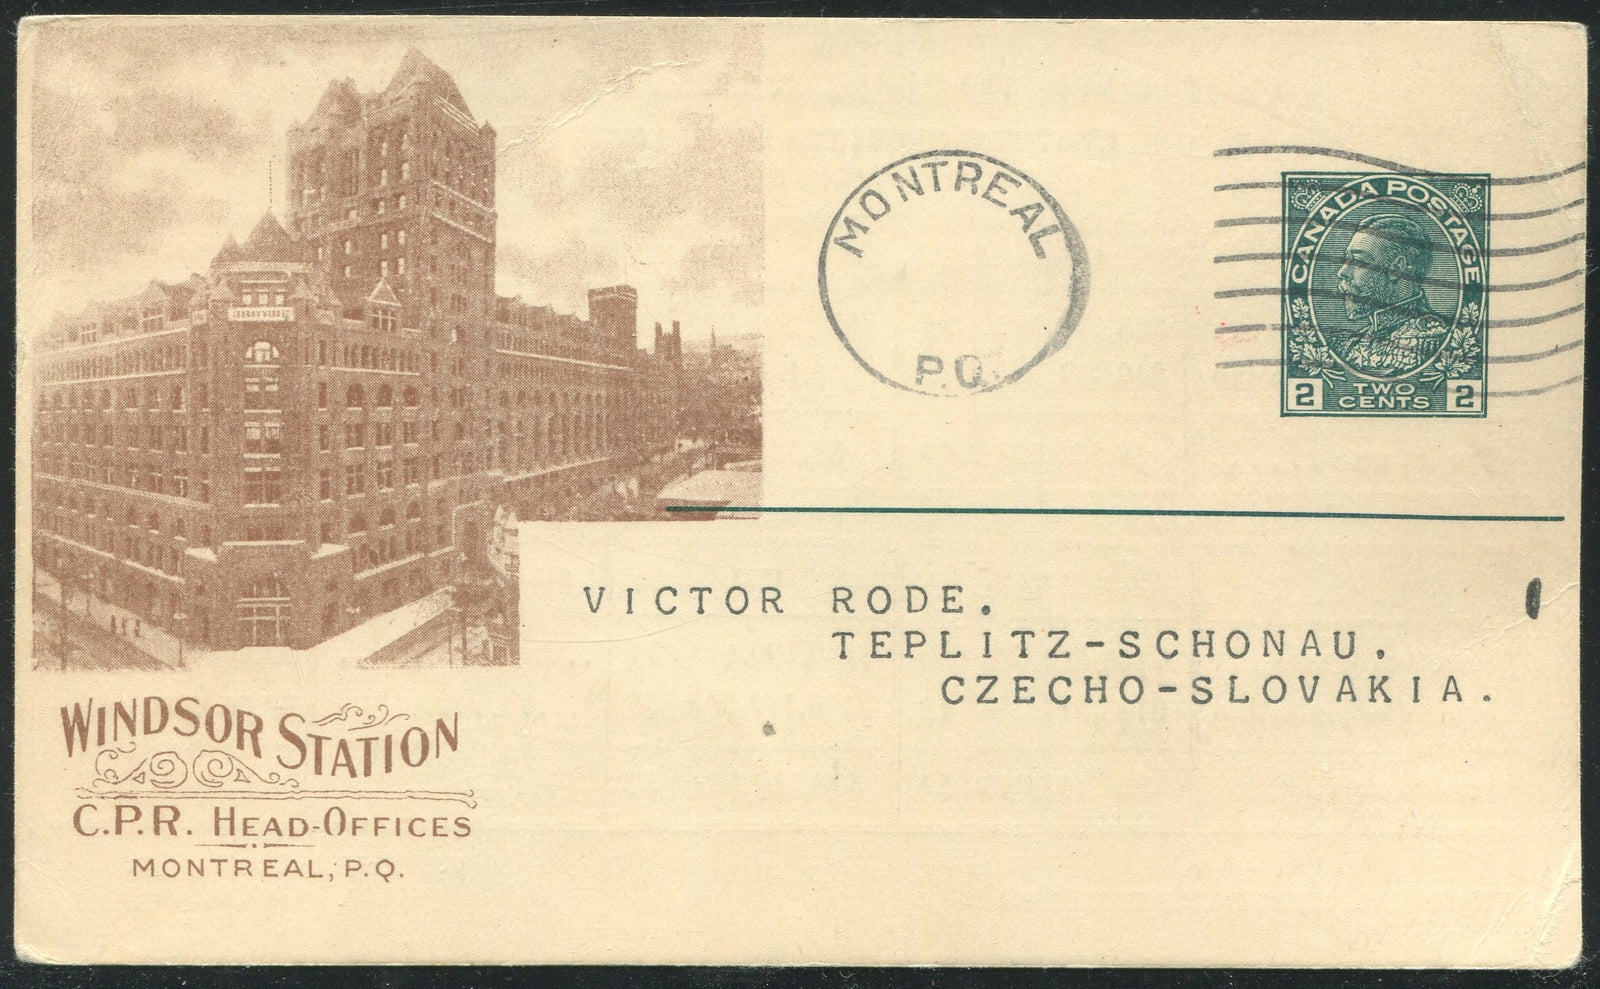 MONTREAL
P.Q.
CANADA POSTAGE
2 TWO CENTS 2
VICTOR RODE.
TEPLITZ-SCHONAU.
CZECHO-SLOVAKIA.
WINDSOR STATION
C.P.R. HEAD-OFFICES
MONTREAL, P.Q.